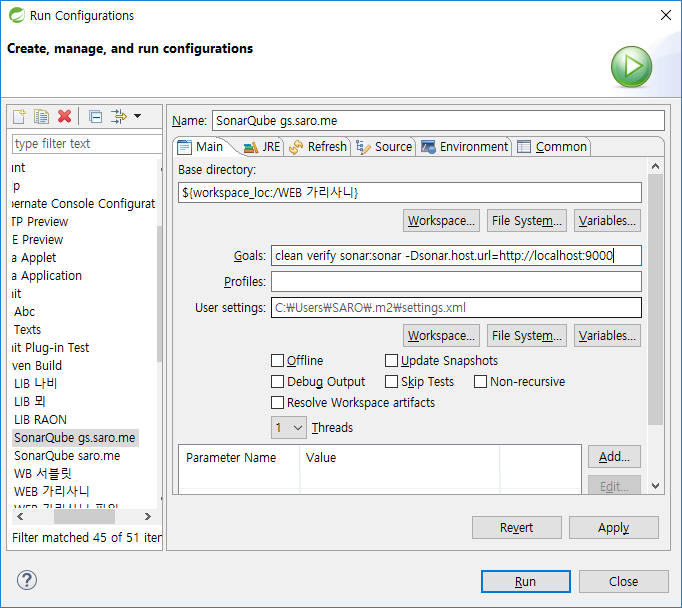 Run Configurations
Create, manage, and run configurations
type filter text
unt
p
ernate Console Configurat
TP Preview
E Preview
a Applet
a Application
nit
Abc
Texts
nit Plug-in Test
ven Build
LIB 나비
LIB 뫼
LIB RAON
SonarQube gs.saro.me
SonarQube saro.me
WB 서블릿
WEB 가리사니
Filter matched 45 of 51 iten
Name: SonarQube gs.saro.me
Main JRE Refresh Source Environment Common
Base directory:
${workspace_loc:/WEB 가리사니}
Workspace... File System... Variables...
Goals: clean verify sonar:sonar -Dsonar.host.url=http://localhost:9000
Profiles:
User settings: C:₩Users₩SARO₩.m2₩settings.xml
Workspace... File System... Variables...
Offline Update Snapshots
Debug Output Skip Tests Non-recursive
Resolve Workspace artifacts
1 Threads
Parameter Name Value
Add...
Edit...
Revert Apply
? Run Close